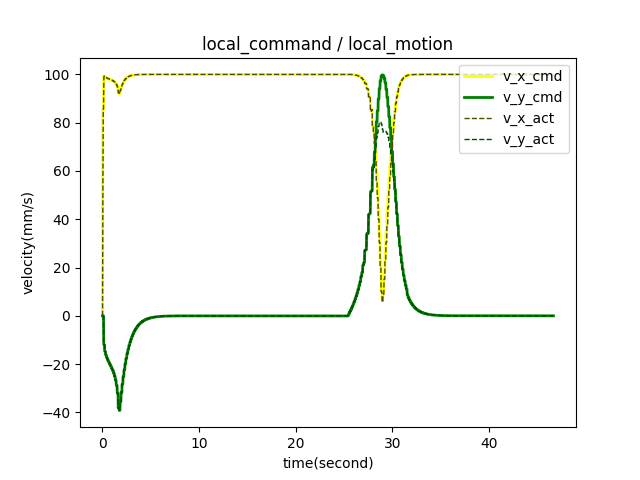 local_command / local_motion
100
80
60
40
20
0
−20
−40
velocity(mm/s)
v_x_cmd
v_y_cmd
v_x_act
v_y_act
0
10
20
30
40
time(second)